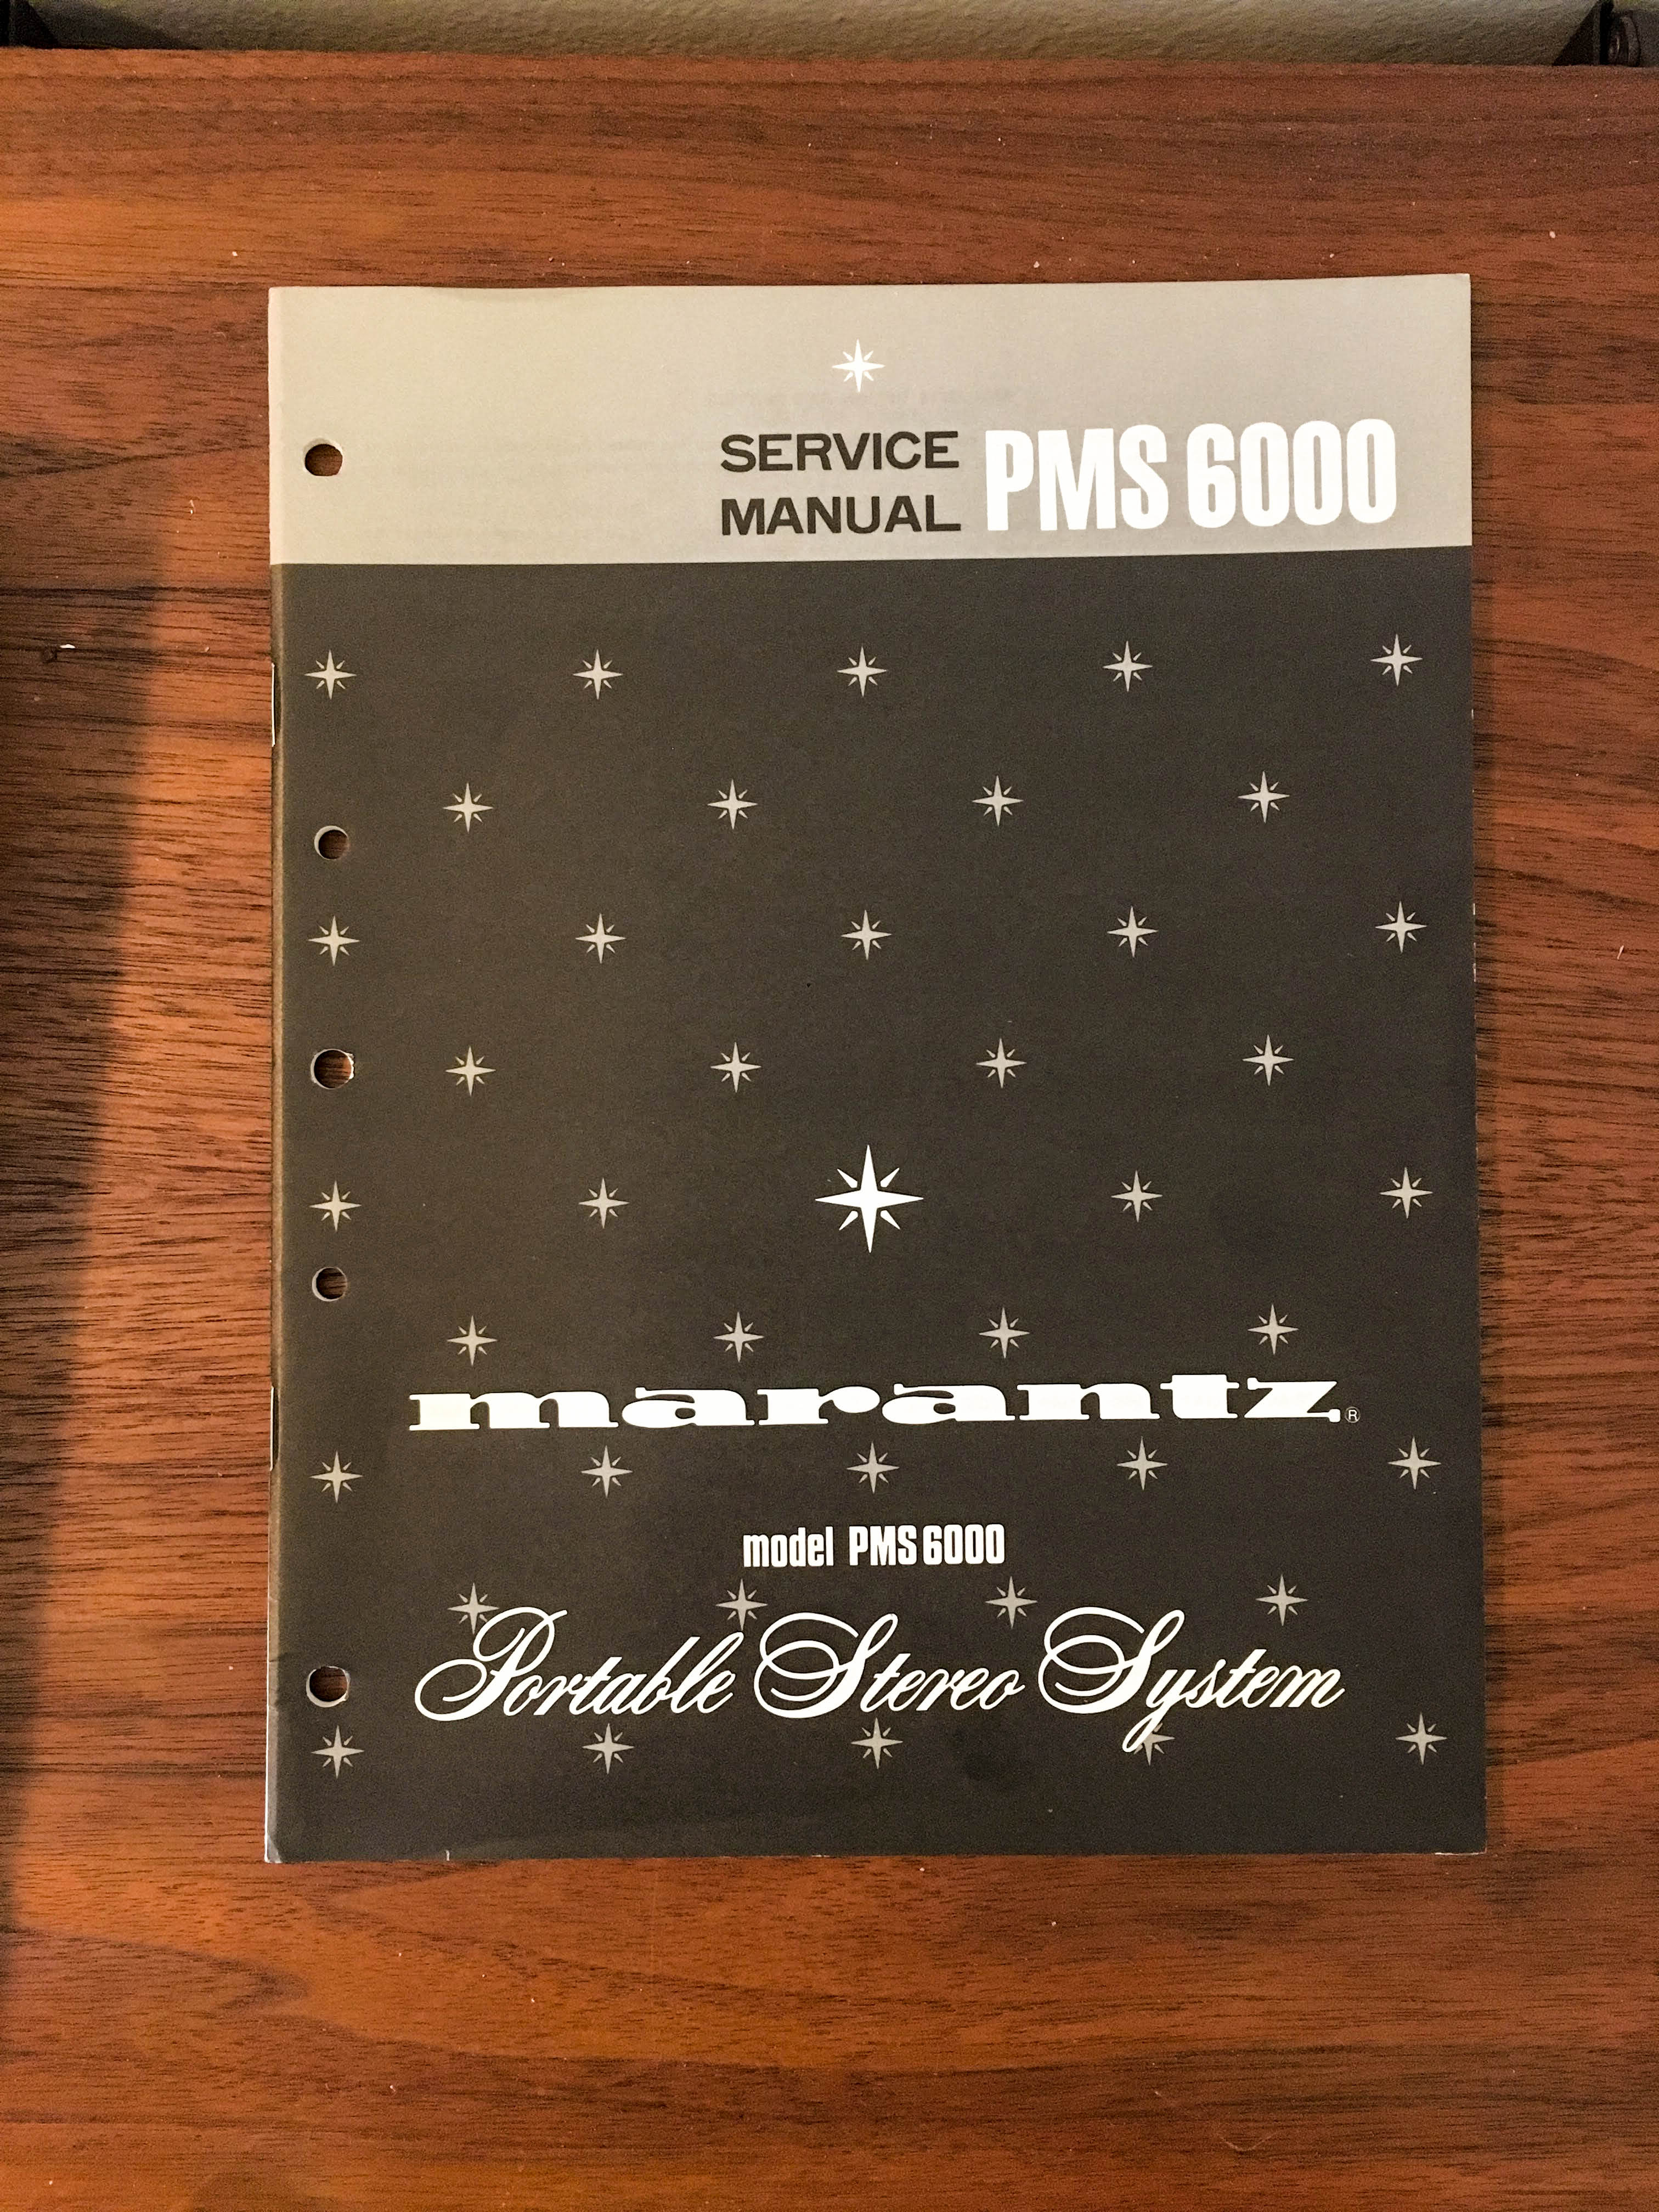 SERVICE
MANUAL PMS 6000
marantz®
model PMS 6000
Portable Stereo System